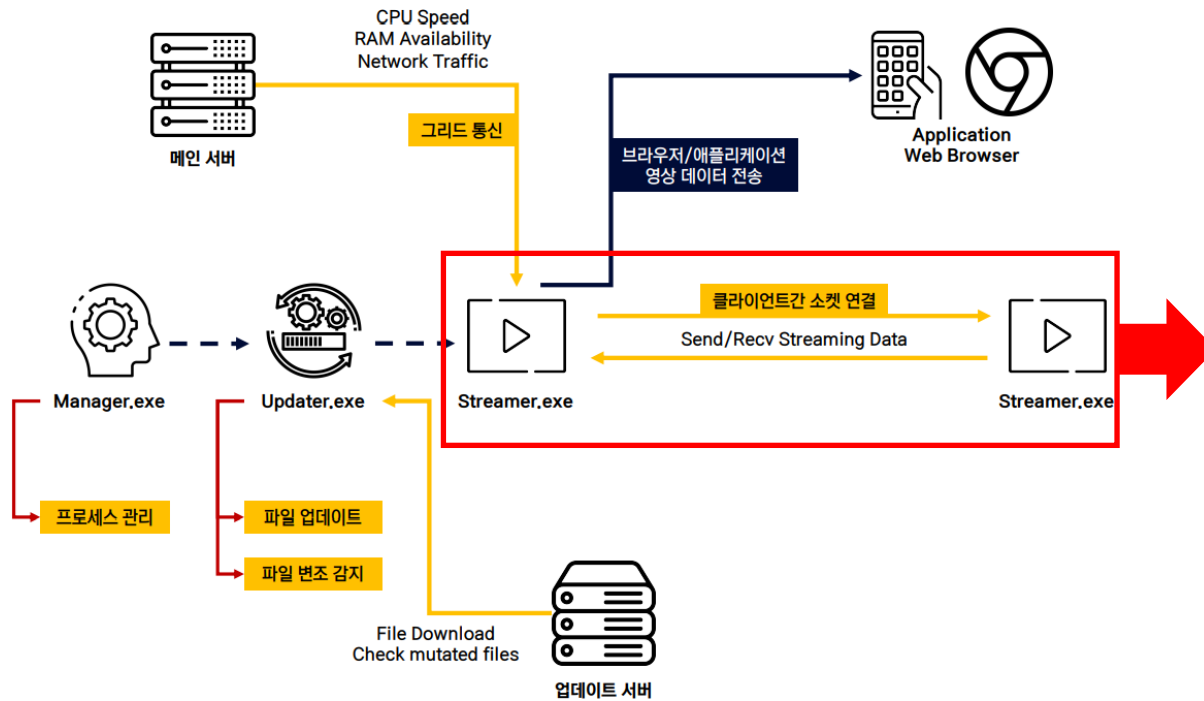 CPU Speed
RAM Availability
Network Traffic
메인 서버
그리드 통신
브라우저/애플리케이션
영상 데이터 전송
Application
Web Browser
클라이언트간 소켓 연결
Send/Recv Streaming Data
Manager.exe
Updater.exe
Streamer.exe
Streamer.exe
프로세스 관리
파일 업데이트
파일 변조 감지
File Download
Check mutated files
업데이트 서버